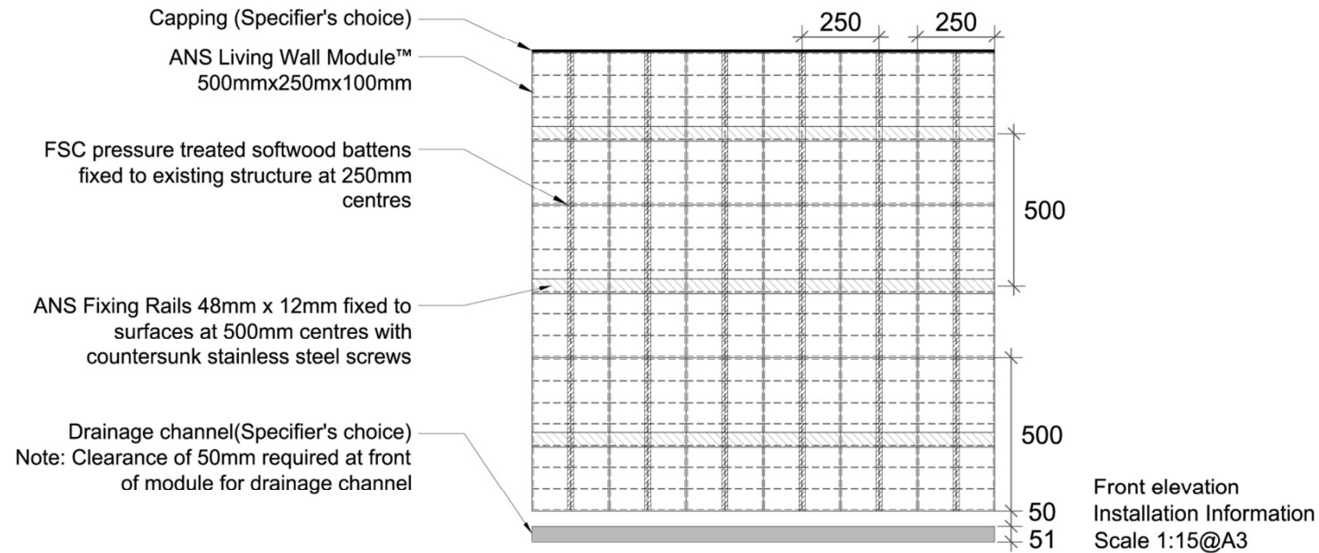 Capping (Specifier's choice)
250
250
ANS Living Wall Module™
500mmx250mx100mm
FSC pressure treated softwood battens
fixed to existing structure at 250mm
centres
500
ANS Fixing Rails 48mm x 12mm fixed to
surfaces at 500mm centres with
countersunk stainless steel screws
Drainage channel(Specifier's choice)
Note: Clearance of 50mm required at front
of module for drainage channel
500
50
51
Front elevation
Installation Information
Scale 1:15@A3